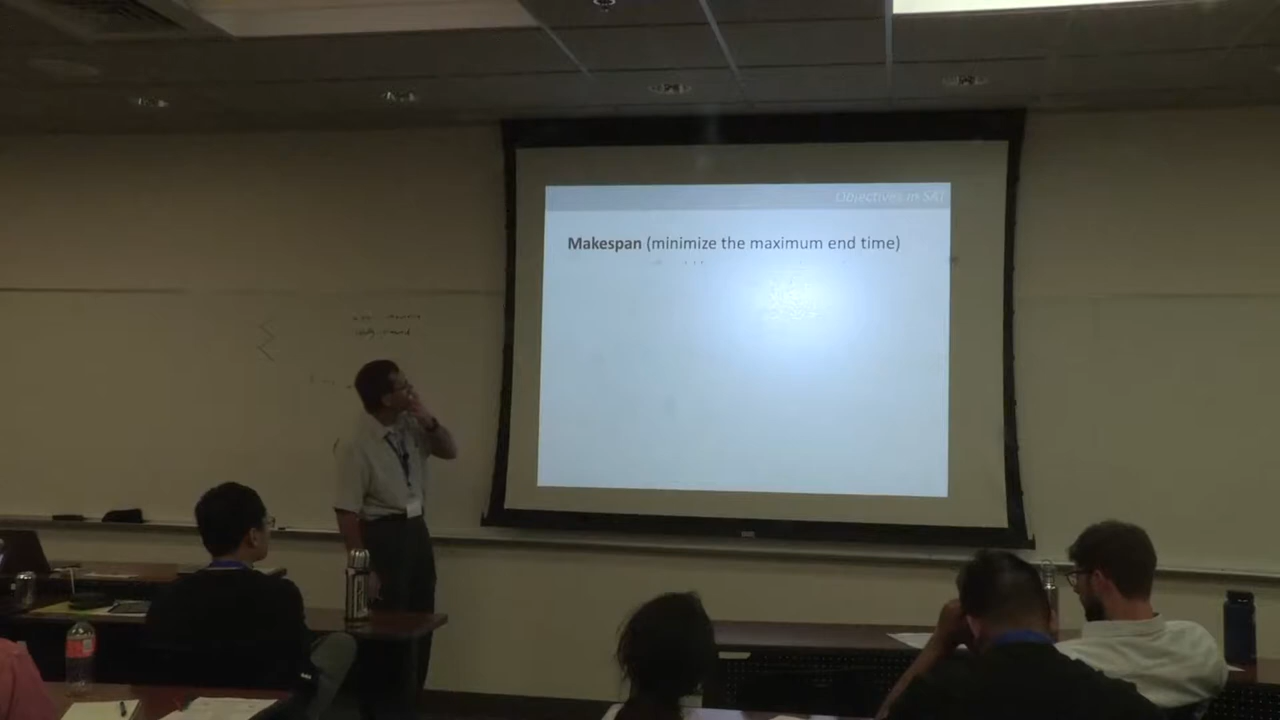 Objectives in SAT
Makespan (minimize the maximum end time)